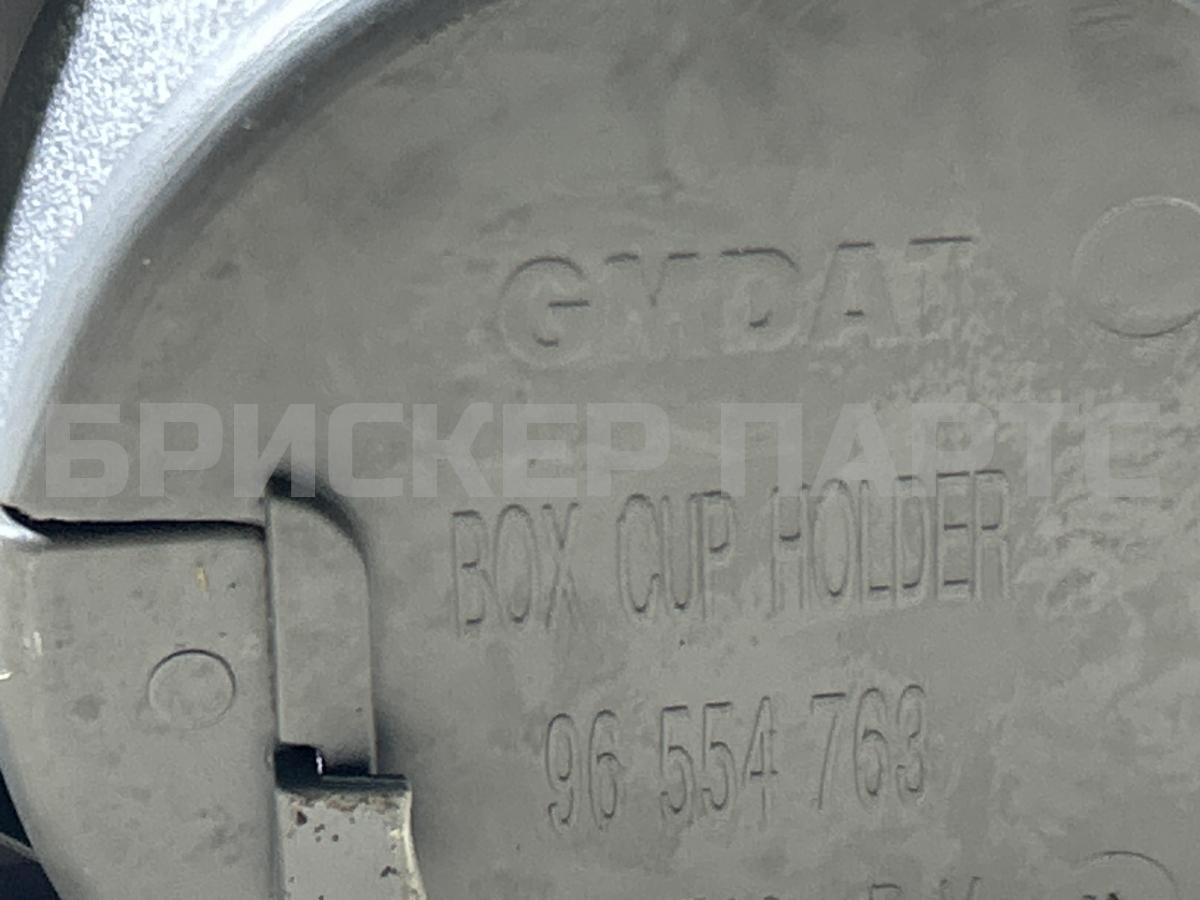 GMDAT
БРИСКЕР ПАРТС
BOX CUP HOLDER
96 554 763